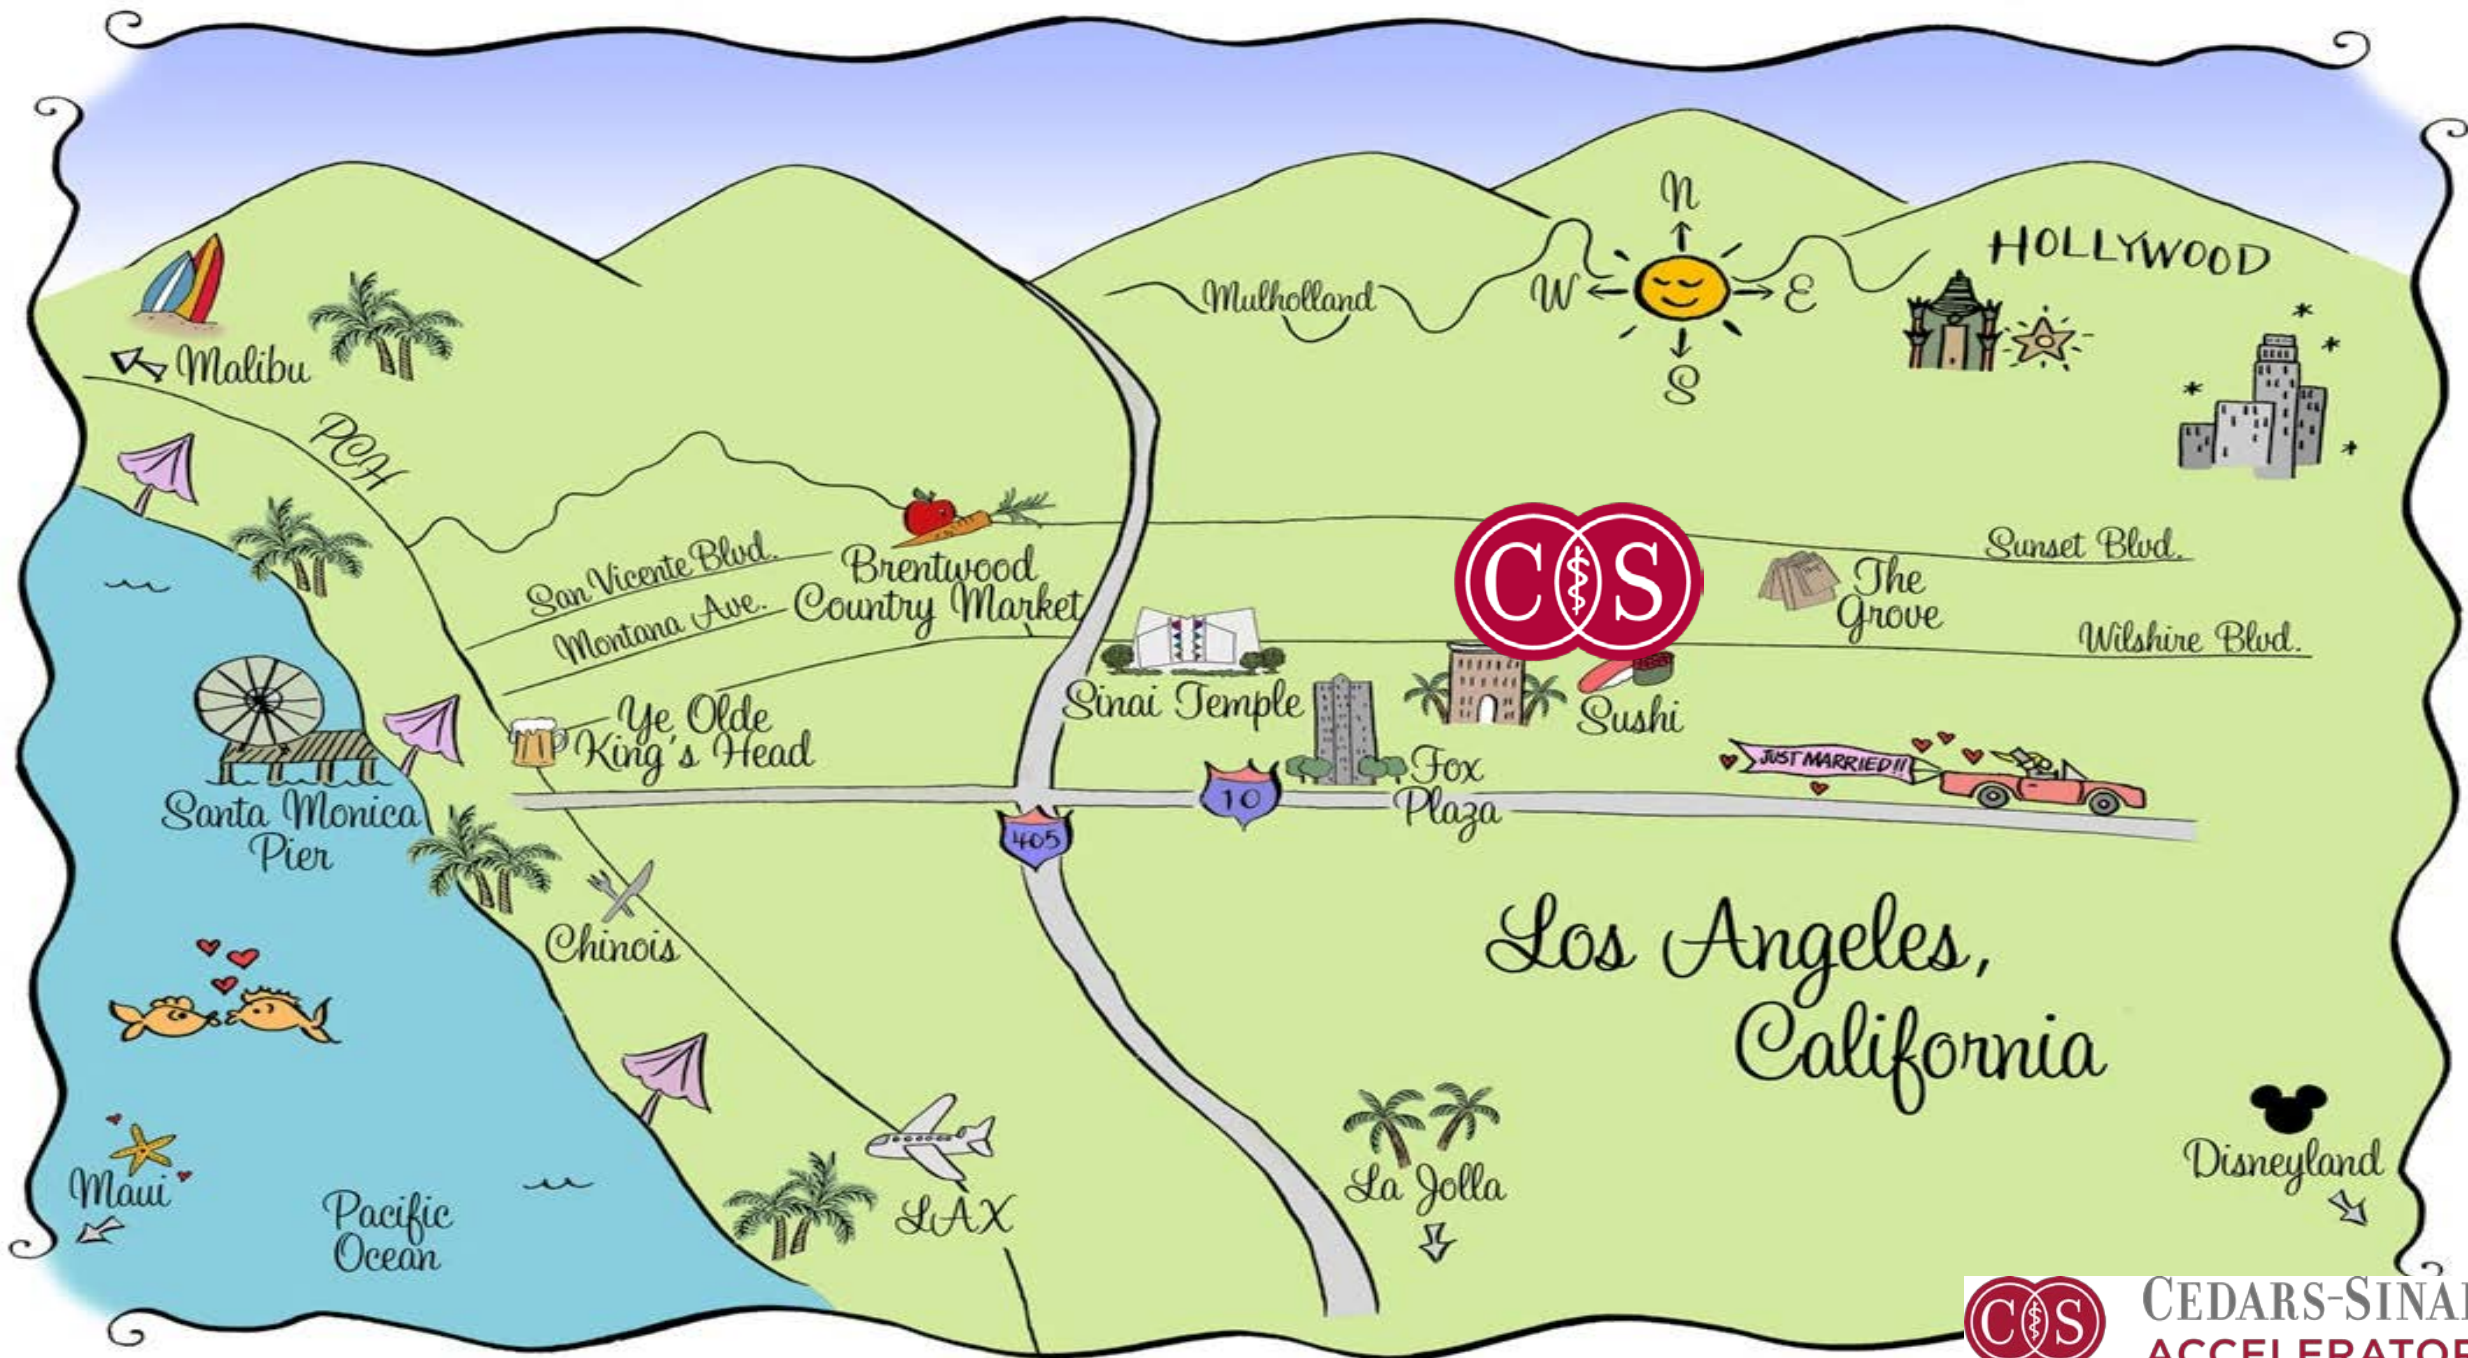 N
W
E
S
HOLLYWOOD
Mulholland
Malibu
PCH
San Vicente Blvd.
Montana Ave.
Brentwood
Country Market
CS
Sunset Blvd.
The
Grove
Wilshire Blvd.
Sinai Temple
Sushi
Ye Olde
King's Head
Fox
Plaza
JUST MARRIED!!
10
405
Santa Monica
Pier
Chinois
Los Angeles,
California
LAX
La Jolla
Disneyland
Maui
Pacific
Ocean
CS
CEDARS-SINAI
ACCELERATOR